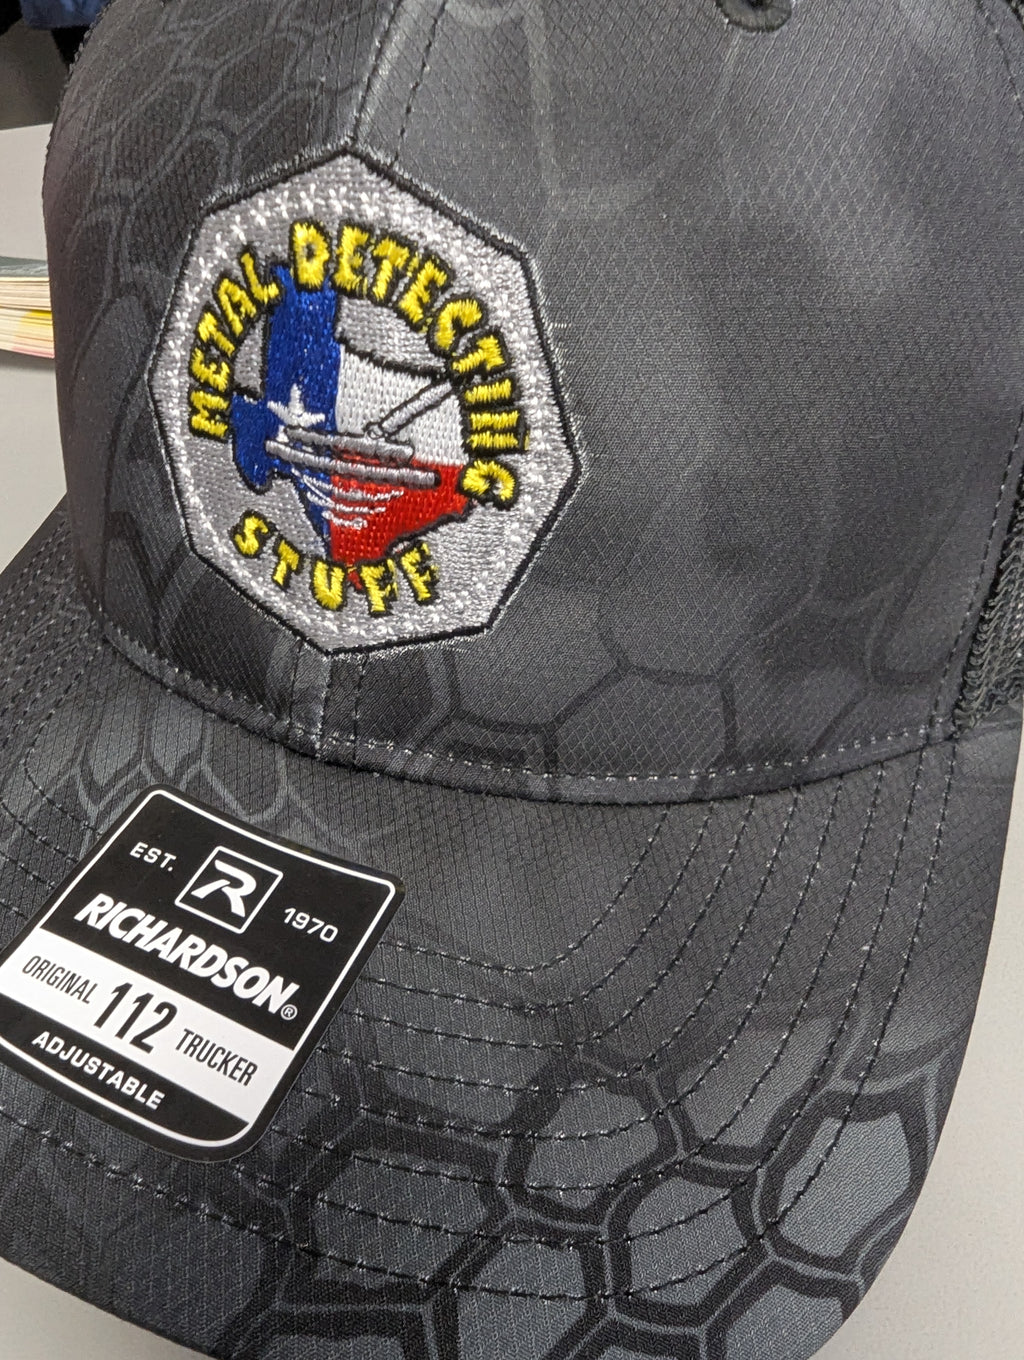 METAL DETECTING
STUFF
EST. R 1970
RICHARDSON®
ORIGINAL 112 TRUCKER
ADJUSTABLE